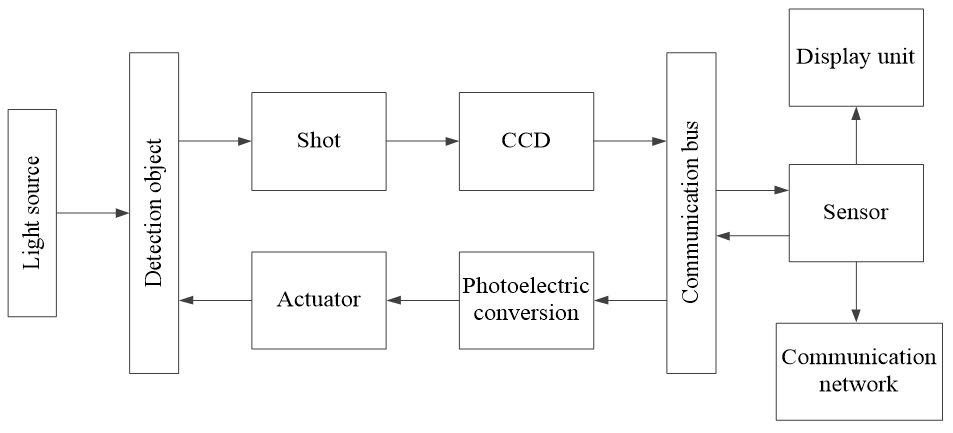 Light source
Detection object
Shot
CCD
Communication bus
Display unit
Sensor
Actuator
Photoelectric
conversion
Communication
network